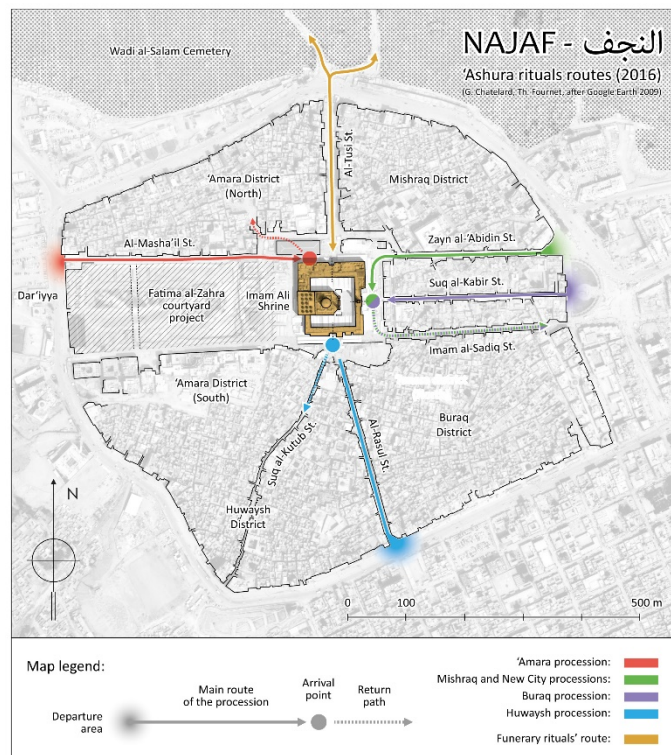 NAJAF - النجف
'Ashura rituals routes (2016)
(G. Chatelard, Th. Fournet, after Google Earth 2009)
Wadi al-Salam Cemetery
Al-Tusi St.
'Amara District
(North)
Mishraq District
Al-Masha'il St.
Zayn al-'Abidin St.
Dar'iyya
Fatima al-Zahra
courtyard
project
Imam Ali
Shrine
Suq al-Kabir St.
Imam al-Sadiq St.
'Amara District
(South)
Suq al-Kutub St.
Al-Rasul St.
Buraq
District
Huwaysh
District
N
0 100 500 m
Map legend:
Departure
area
Main route
of the procession
Arrival
point
Return
path
'Amara procession:
Mishraq and New City processions:
Buraq procession:
Huwaysh procession:
Funerary rituals' route: